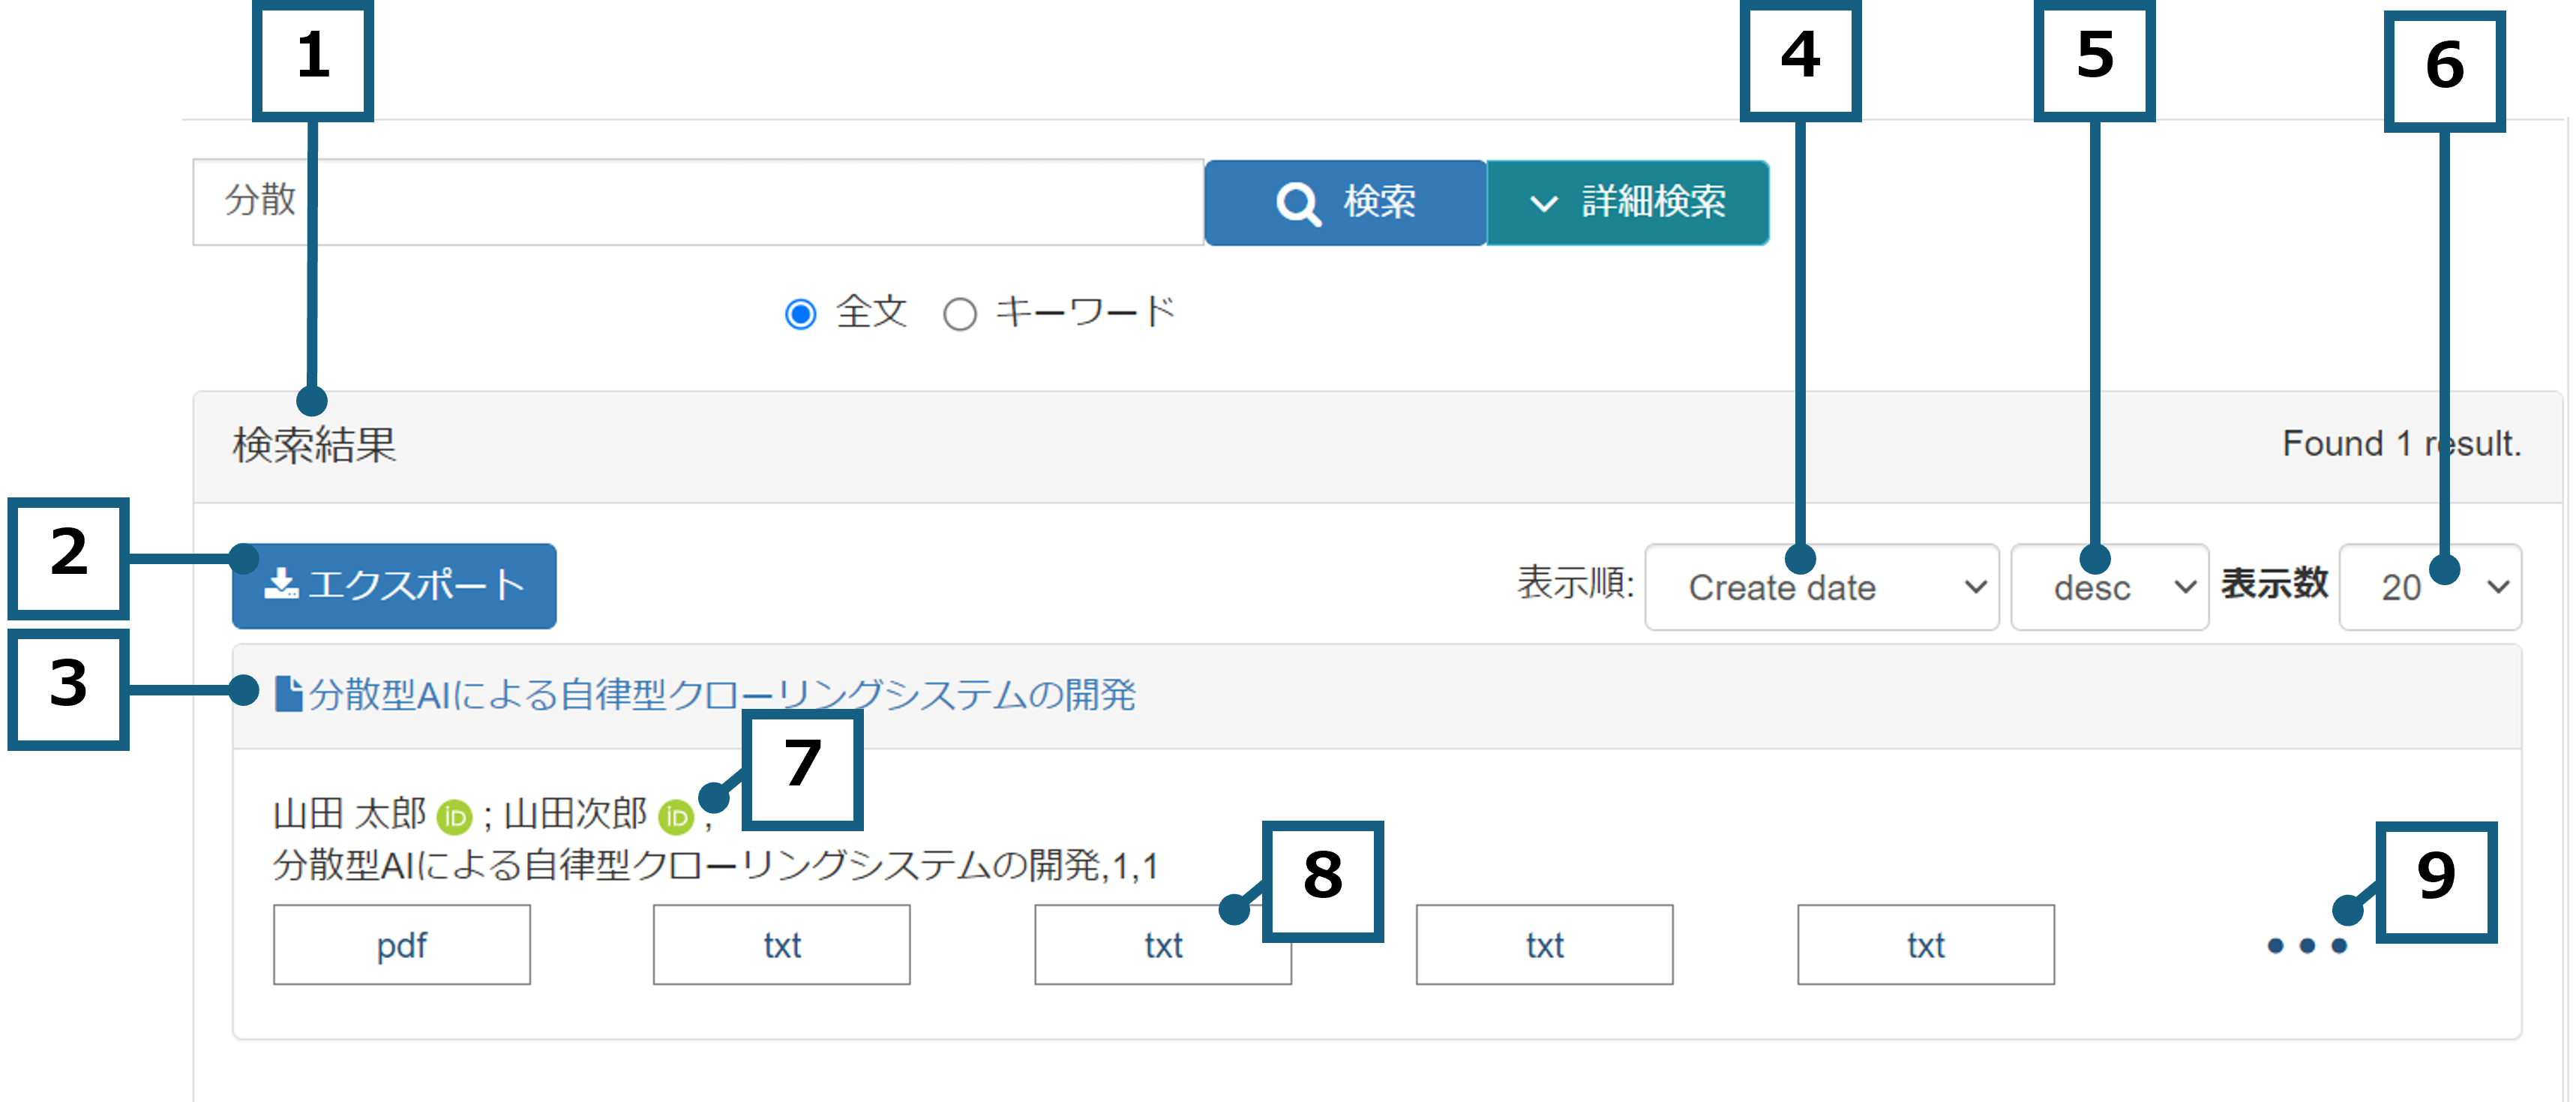 1
4
5
6
分散
検索
詳細検索
全文 キーワード
検索結果
Found 1 result.
2
エクスポート
表示順: Create date desc 表示数 20
3
分散型AIによる自律型クローリングシステムの開発
7
山田 太郎 iD ; 山田次郎 iD ;
分散型AIによる自律型クローリングシステムの開発,1,1
8
9
pdf txt txt txt txt •••